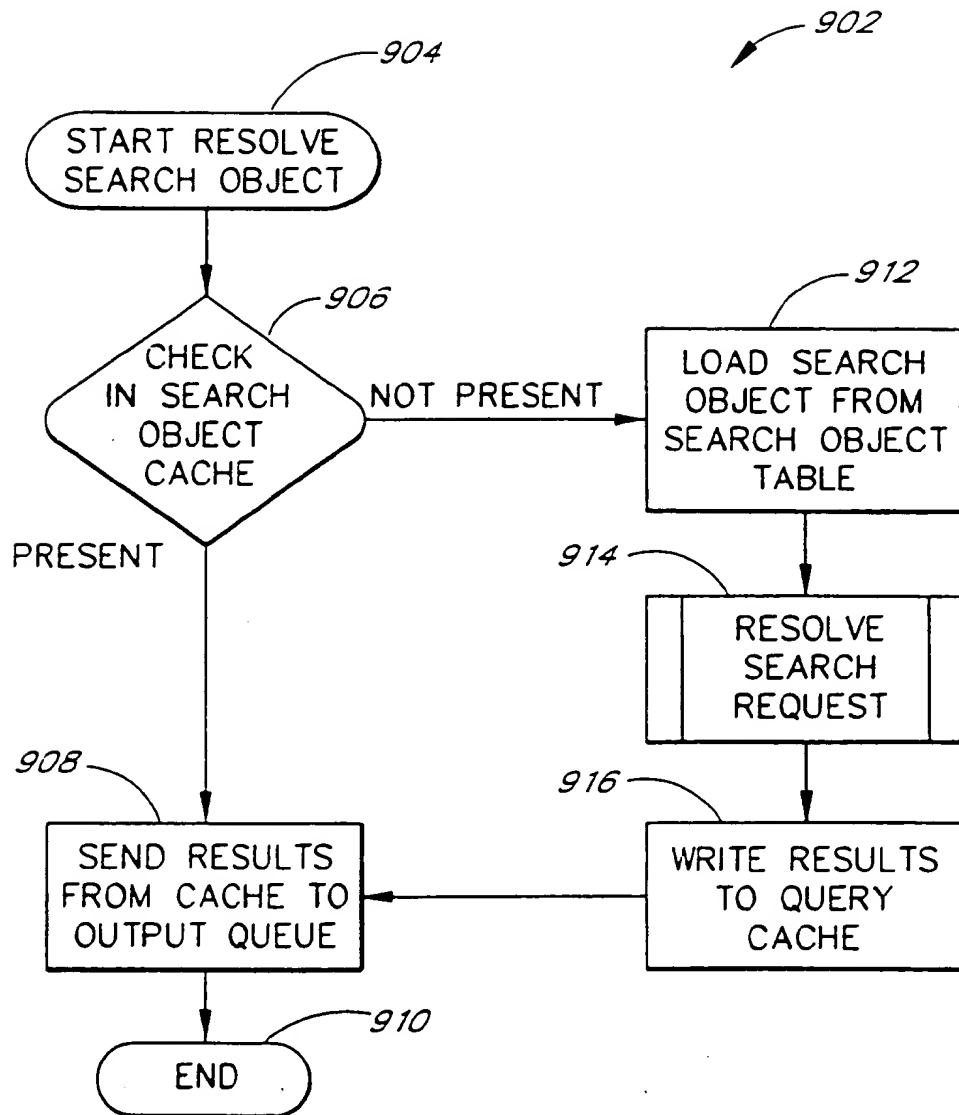 902
904
START RESOLVE
SEARCH OBJECT
906
CHECK
IN SEARCH
OBJECT
CACHE
NOT PRESENT
912
LOAD SEARCH
OBJECT FROM
SEARCH OBJECT
TABLE
PRESENT
914
RESOLVE
SEARCH
REQUEST
908
SEND RESULTS
FROM CACHE TO
OUTPUT QUEUE
916
WRITE RESULTS
TO QUERY
CACHE
910
END